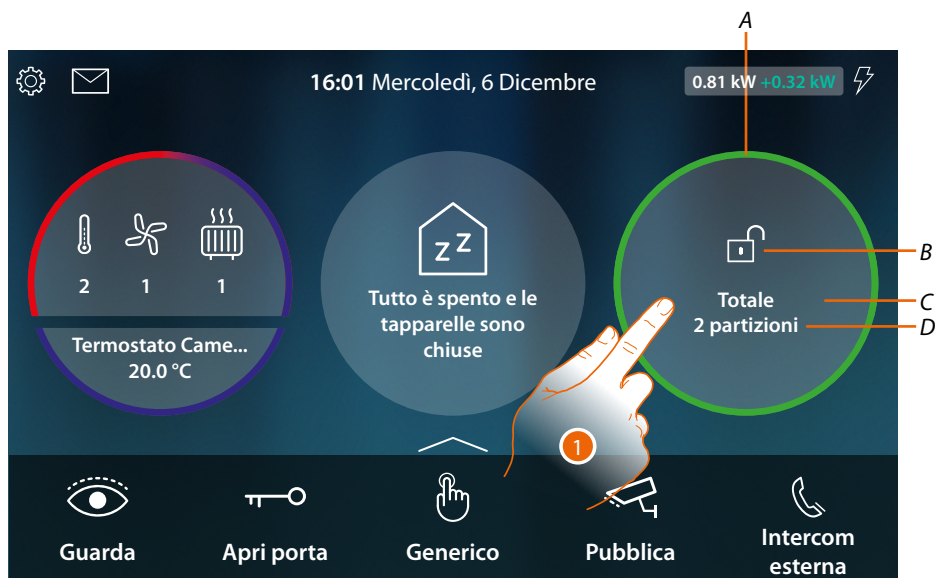 A
16:01 Mercoledì, 6 Dicembre
0.81 kW +0.32 kW
2 1 1
Termostato Came...
20.0 °C
z Z
Tutto è spento e le
tapparelle sono
chiuse
B
Totale
C
2 partizioni
D
1
Guarda
Apri porta
Generico
Pubblica
Intercom
esterna